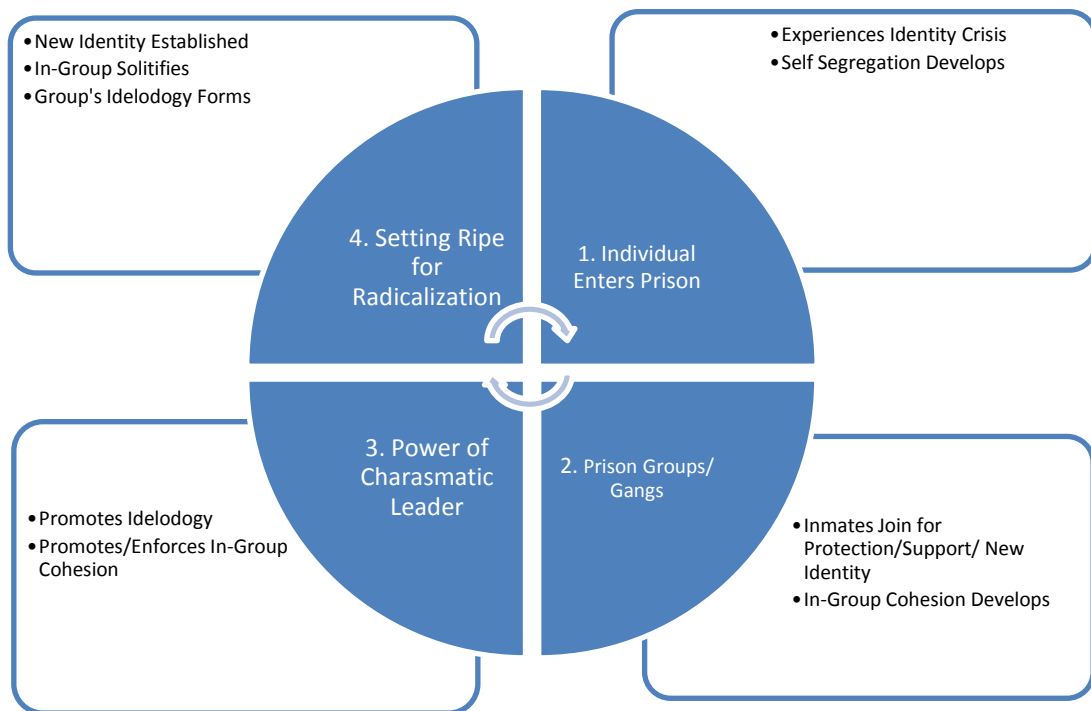 •New Identity Established
•In-Group Solitifies
•Group's Idelodogy Forms
•Experiences Identity Crisis
•Self Segregation Develops
4. Setting Ripe
for
Radicalization
1. Individual
Enters Prison
3. Power of
Charasmatic
Leader
2. Prison Groups/
Gangs
•Promotes Idelodogy
•Promotes/Enforces In-Group
Cohesion
•Inmates Join for
Protection/Support/ New
Identity
•In-Group Cohesion Develops